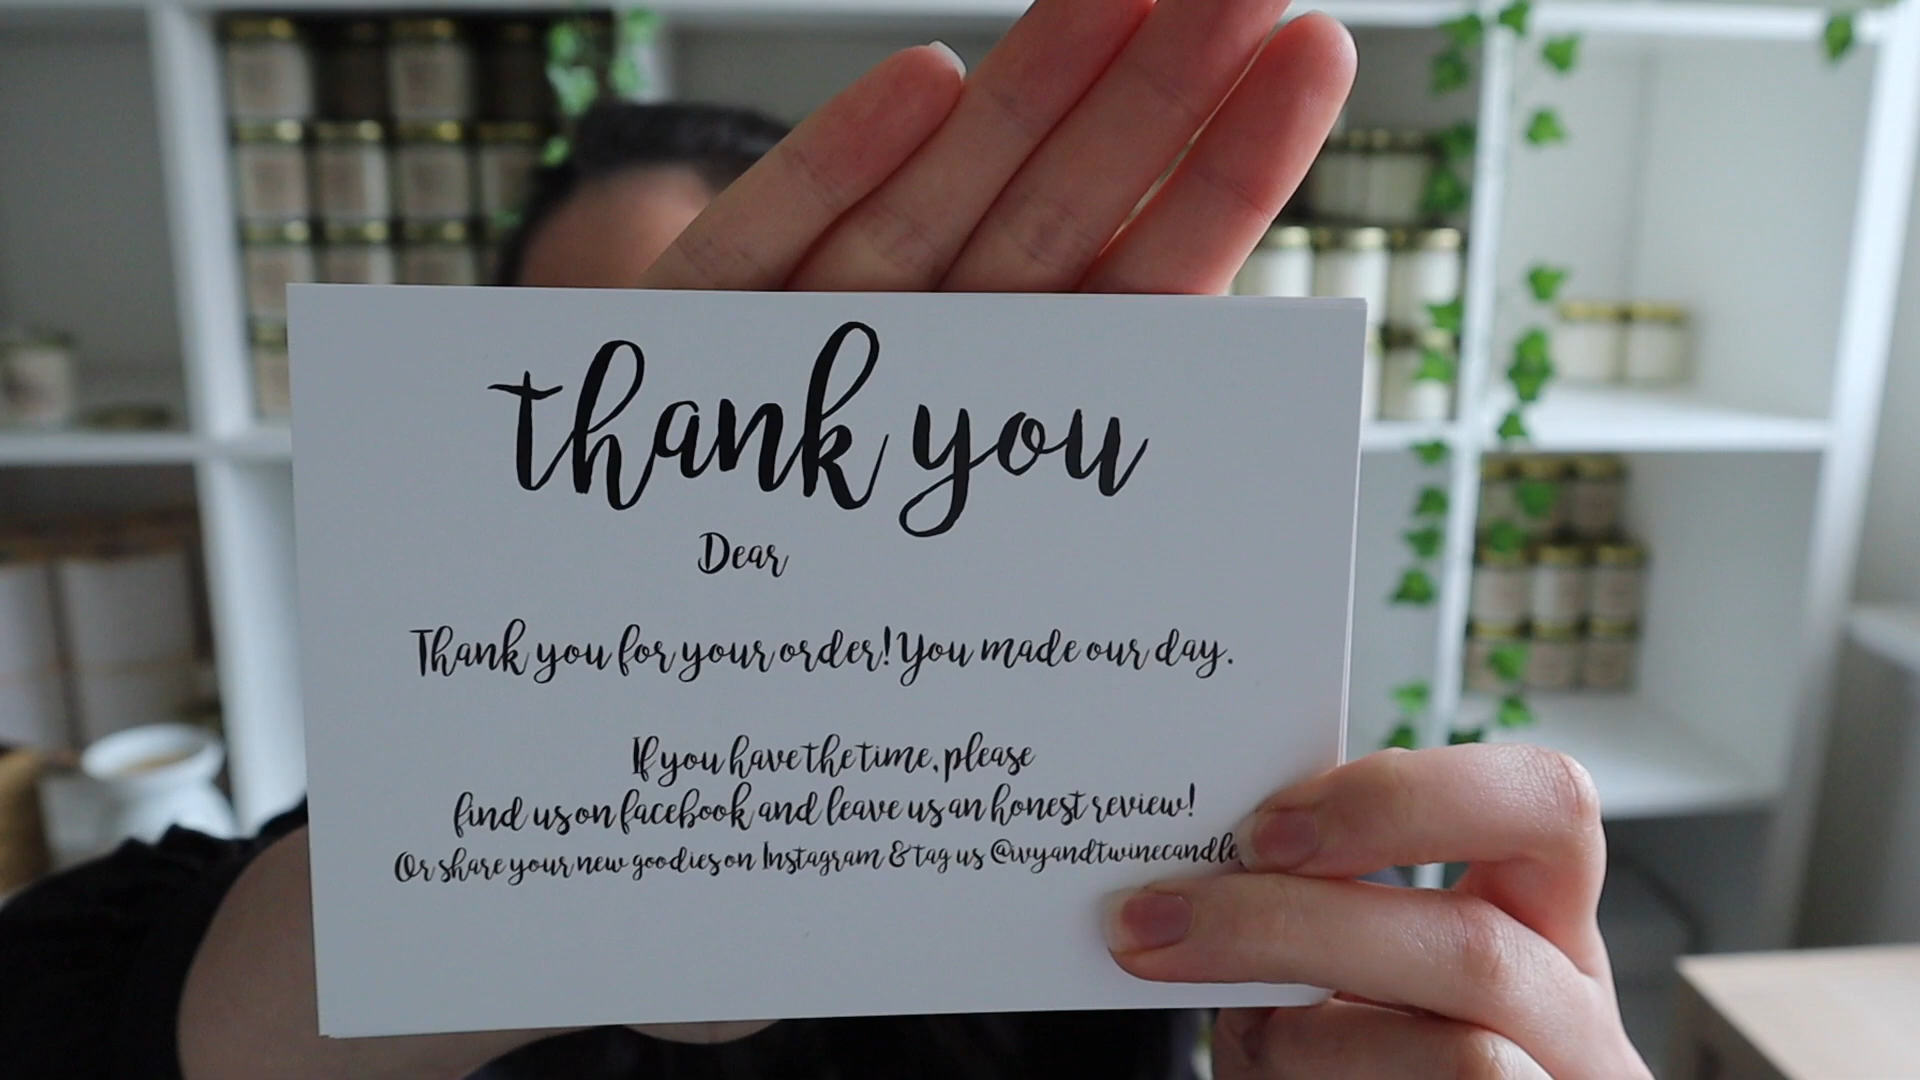 thank you
Dear
Thank you for your order! You made our day.
If you have the time, please
find us on facebook and leave us an honest review!
Or share your new goodies on Instagram & tag us @ivyandtwinecandle